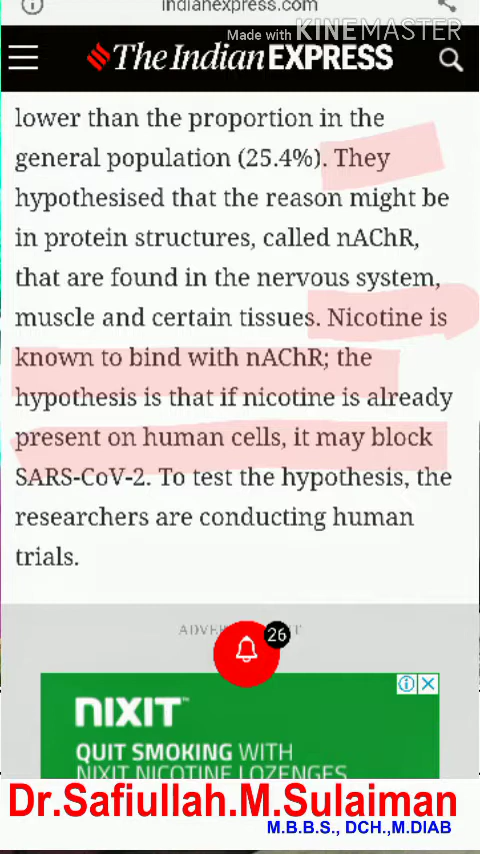 indianexpress.com
Made with KINEMASTER
The Indian EXPRESS
lower than the proportion in the
general population (25.4%). They
hypothesised that the reason might be
in protein structures, called nAChR,
that are found in the nervous system,
muscle and certain tissues. Nicotine is
known to bind with nAChR; the
hypothesis is that if nicotine is already
present on human cells, it may block
SARS-CoV-2. To test the hypothesis, the
researchers are conducting human
trials.
26
NIXIT™
QUIT SMOKING WITH
NIXIT NICOTINE LOZENGES
Dr.Safiullah.M.Sulaiman
M.B.B.S., DCH.,M.DIAB